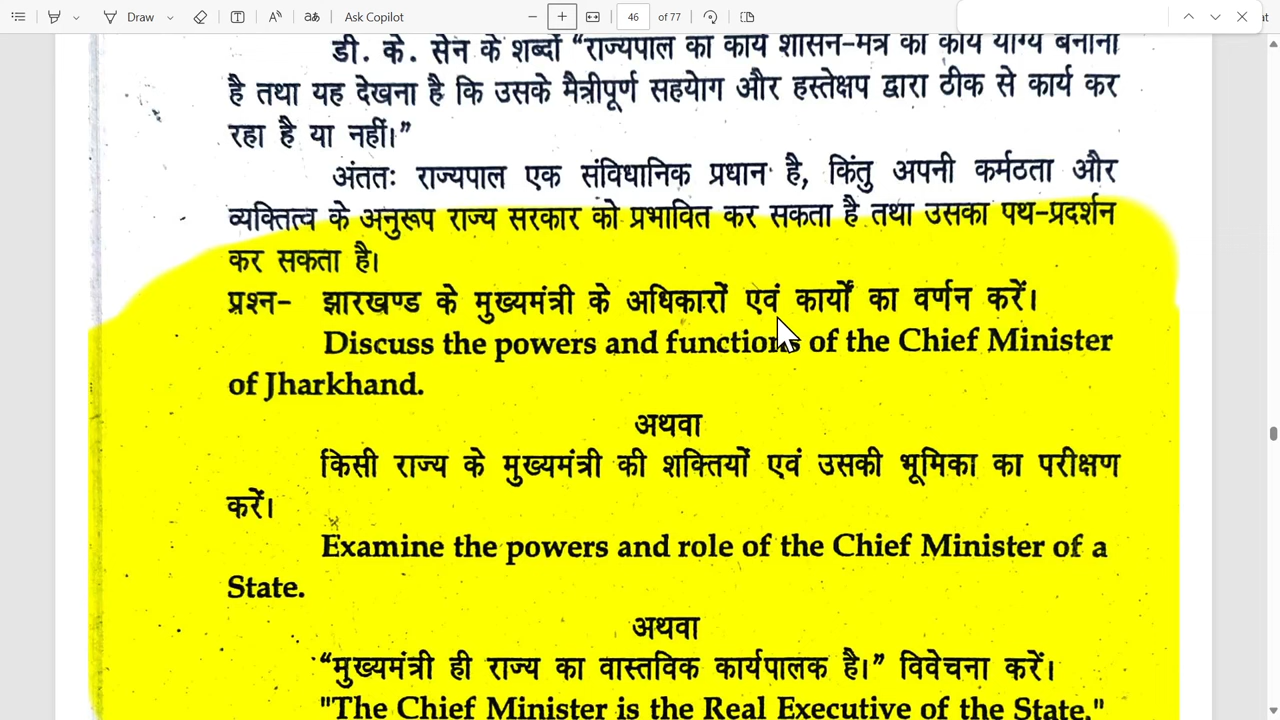 Draw
Ask Copilot
46 of 77
डी. के. सेन के शब्दों “राज्यपाल का कार्य शासन-मंत्र को कार्य योग्य बनाना
है तथा यह देखना है कि उसके मैत्रीपूर्ण सहयोग और हस्तेक्षप द्वारा ठीक से कार्य कर
रहा है या नहीं।”
अंततः राज्यपाल एक संविधानिक प्रधान है, किंतु अपनी कर्मठता और
व्यक्तित्व के अनुरूप राज्य सरकार को प्रभावित कर सकता है तथा उसका पथ-प्रदर्शन
कर सकता है।
प्रश्न- झारखण्ड के मुख्यमंत्री के अधिकारों एवं कार्यों का वर्णन करें।
Discuss the powers and functions of the Chief Minister
of Jharkhand.
अथवा
किसी राज्य के मुख्यमंत्री की शक्तियों एवं उसकी भूमिका का परीक्षण
करें।
Examine the powers and role of the Chief Minister of a
State.
अथवा
“मुख्यमंत्री ही राज्य का वास्तविक कार्यपालक है।” विवेचना करें।
"The Chief Minister is the Real Executive of the State."